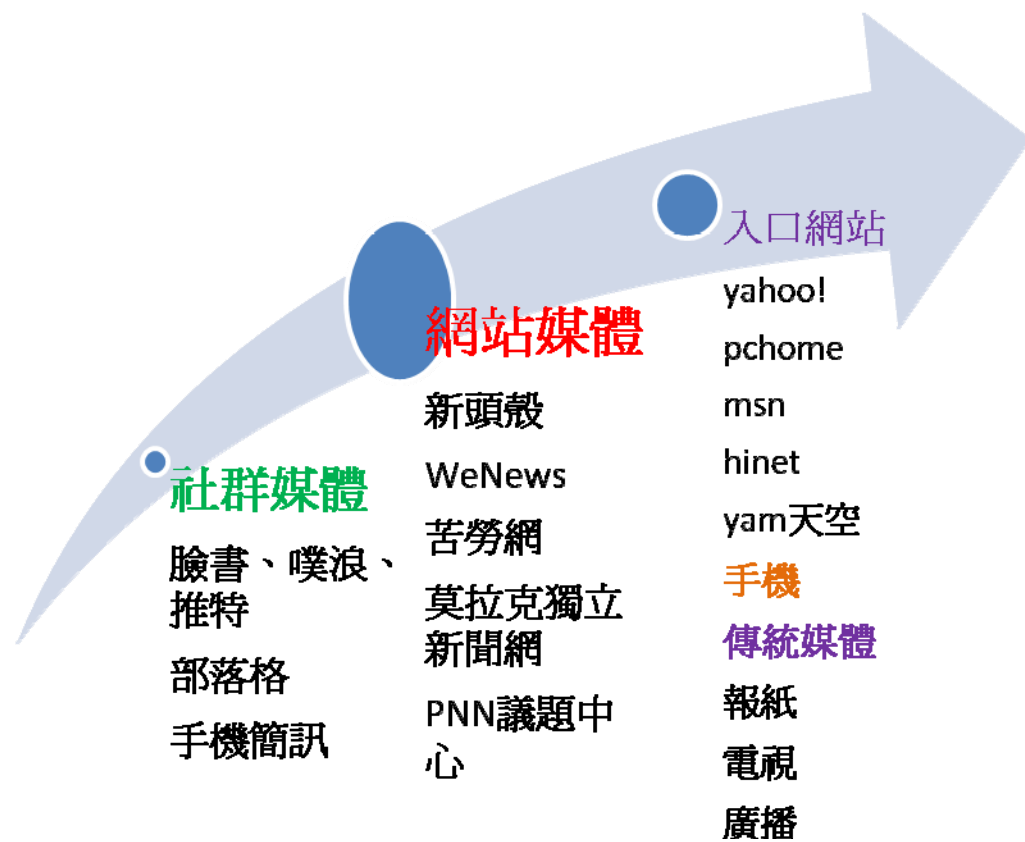 社群媒體
臉書、噗浪、
推特
部落格
手機簡訊
網站媒體
新頭殼
WeNews
苦勞網
莫拉克獨立
新聞網
PNN議題中
心
入口網站
yahoo!
pchome
msn
hinet
yam天空
手機
傳統媒體
報紙
電視
廣播